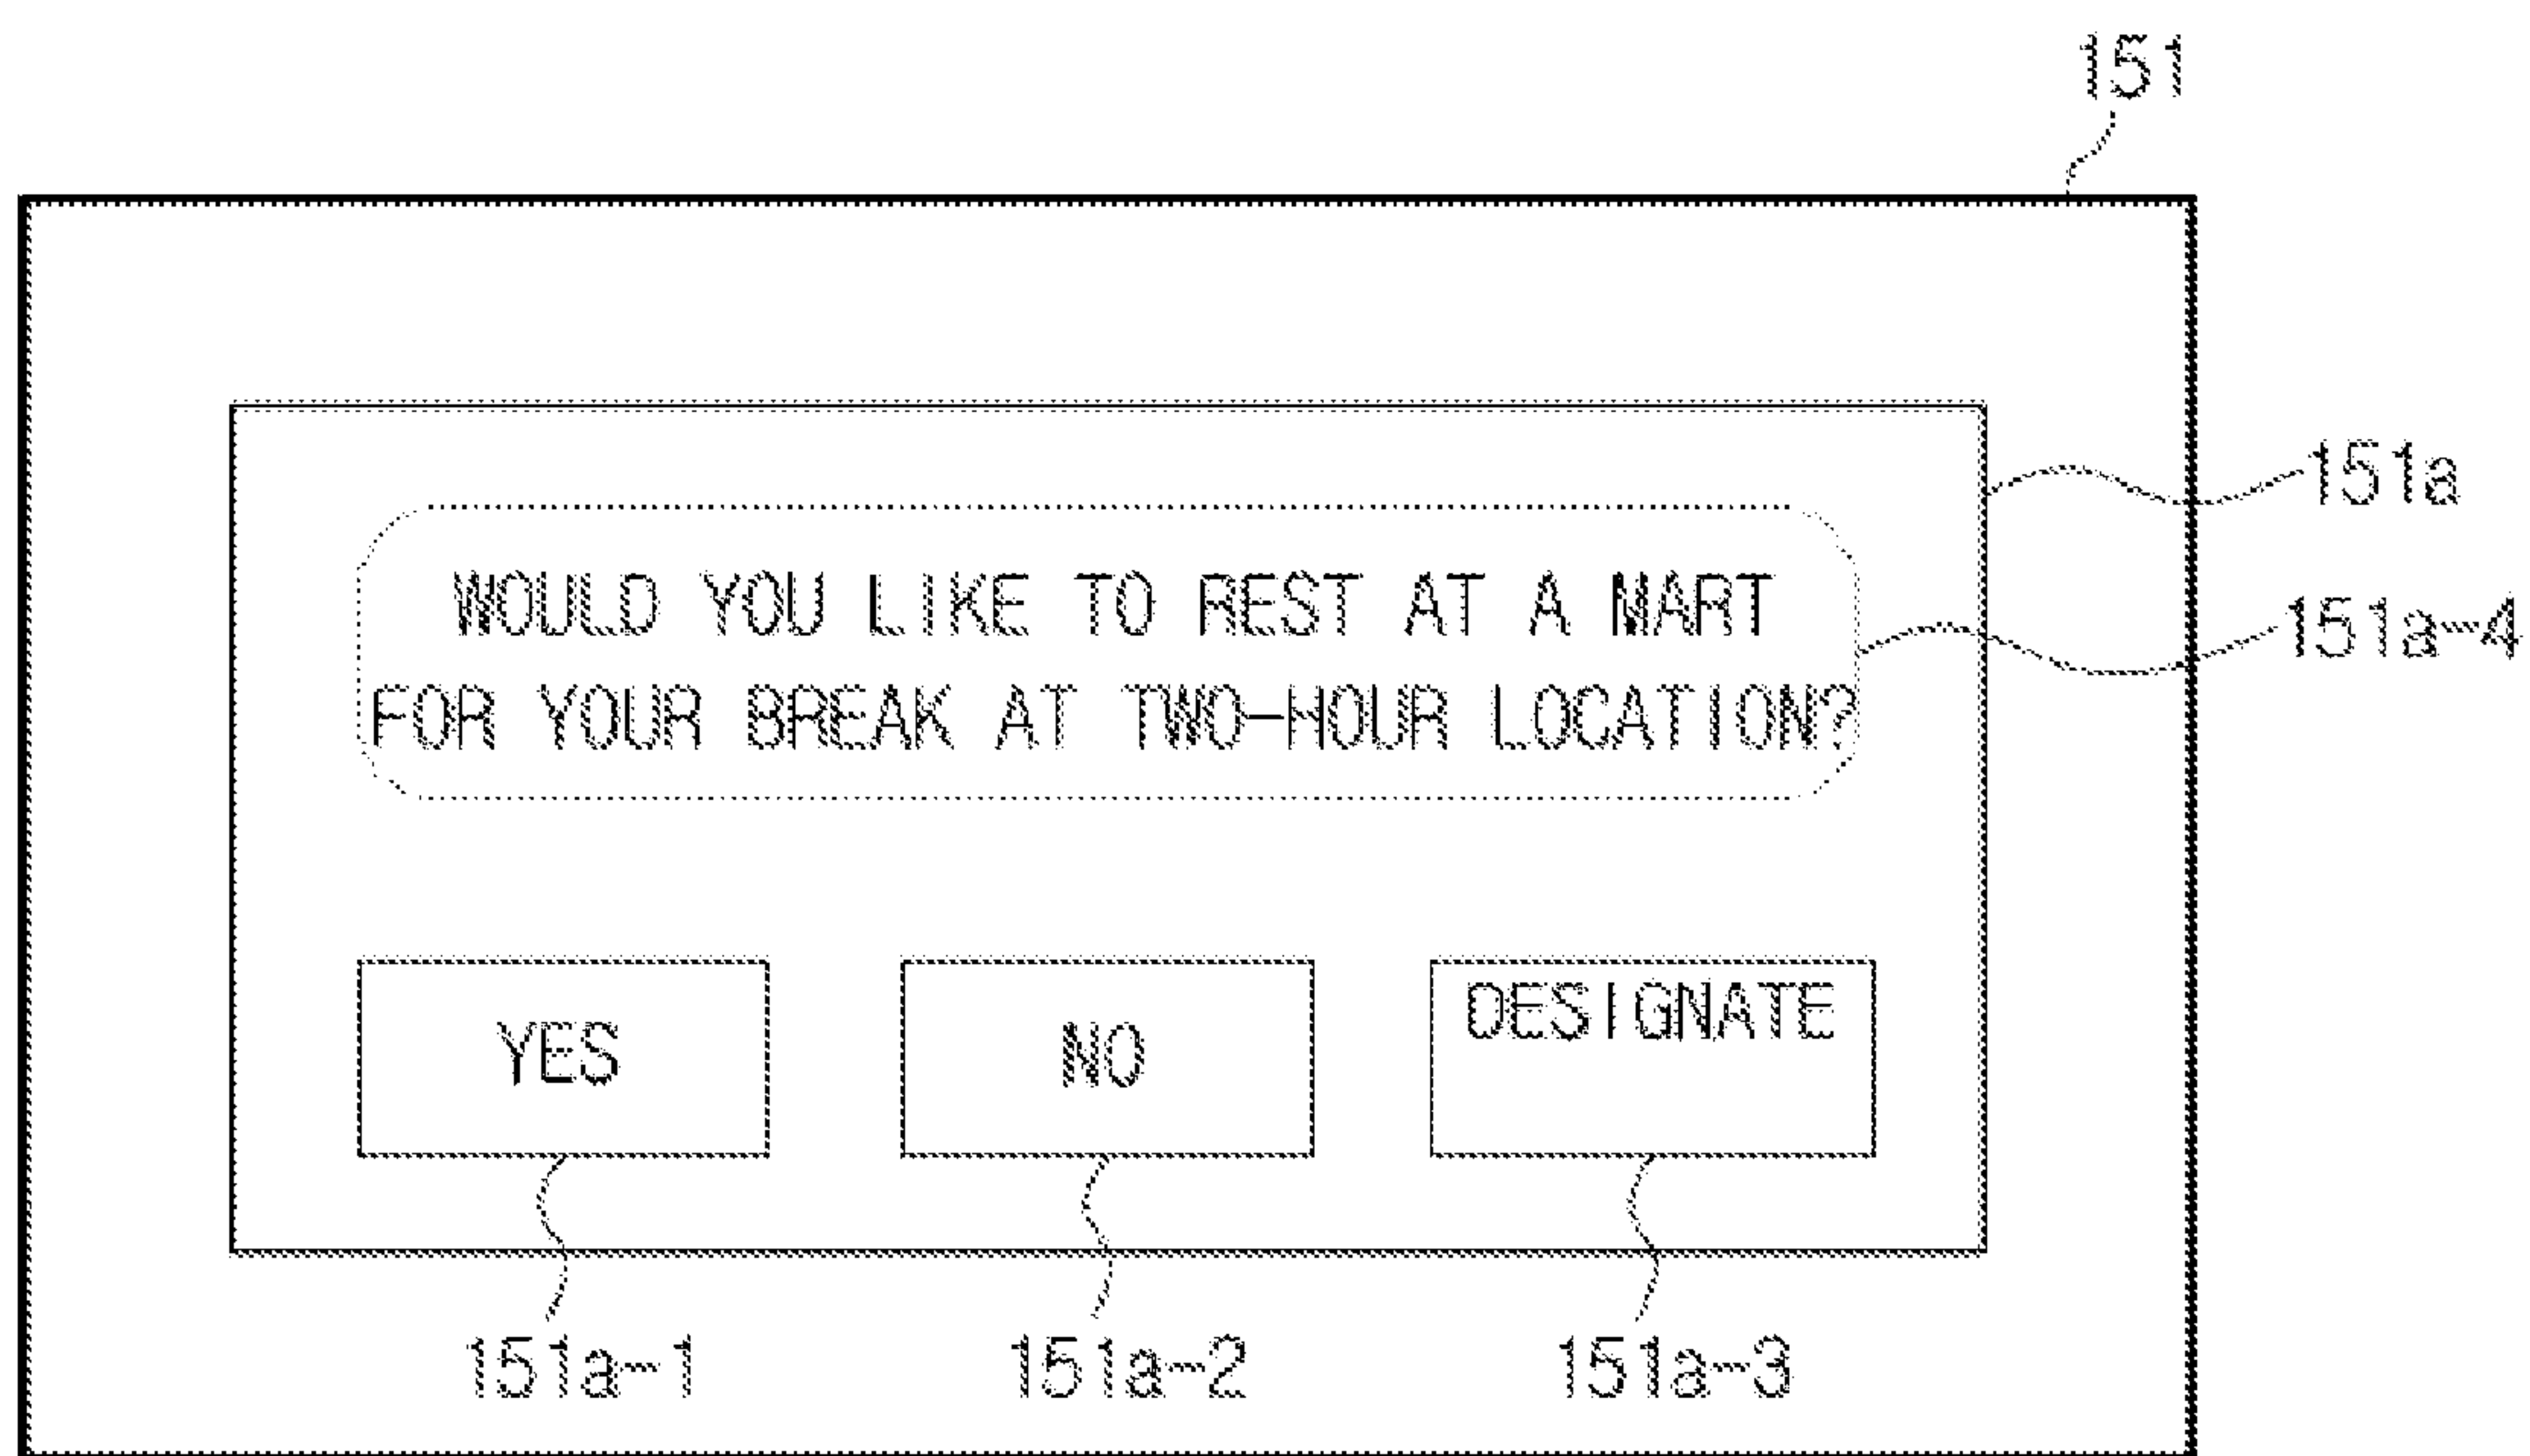 151
151a
WOULD YOU LIKE TO REST AT A MART
FOR YOUR BREAK AT TWO-HOUR LOCATION?
151a-4
YES
NO
DESIGNATE
151a-1
151a-2
151a-3